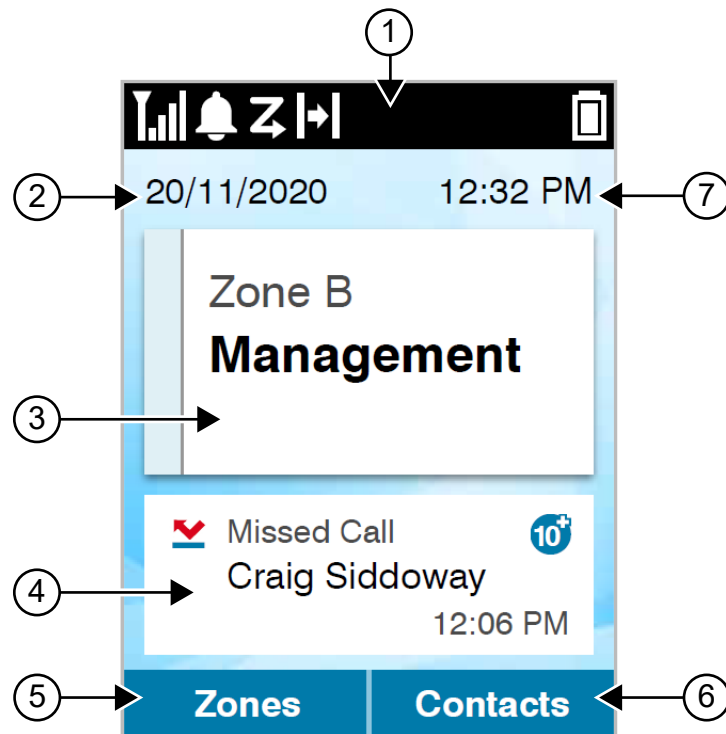 1
2
20/11/2020 12:32 PM
7
Zone B
Management
3
Missed Call 10+
Craig Siddoway
4
12:06 PM
5
Zones Contacts
6